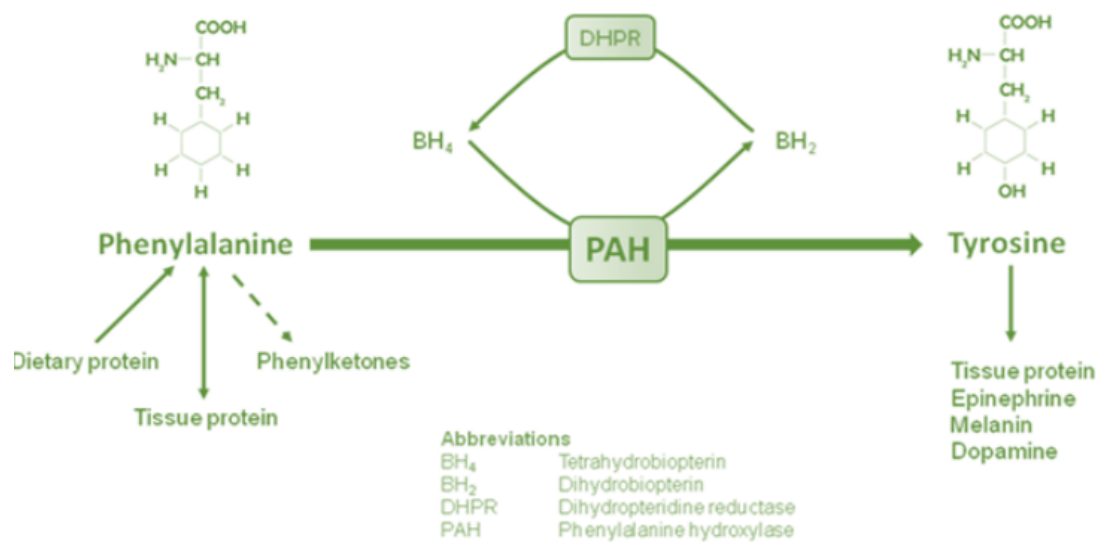 COOH
H₂N CH
CH₂
H H
H H
H
DHPR
BH₄
BH₂
COOH
H₂N CH
CH₂
H H
H H
OH
Phenylalanine
PAH
Tyrosine
Dietary protein
Phenylketones
Tissue protein
Tissue protein
Epinephrine
Melanin
Dopamine
Abbreviations
BH₄ Tetrahydrobiopterin
BH₂ Dihydrobiopterin
DHPR Dihydropteridine reductase
PAH Phenylalanine hydroxylase